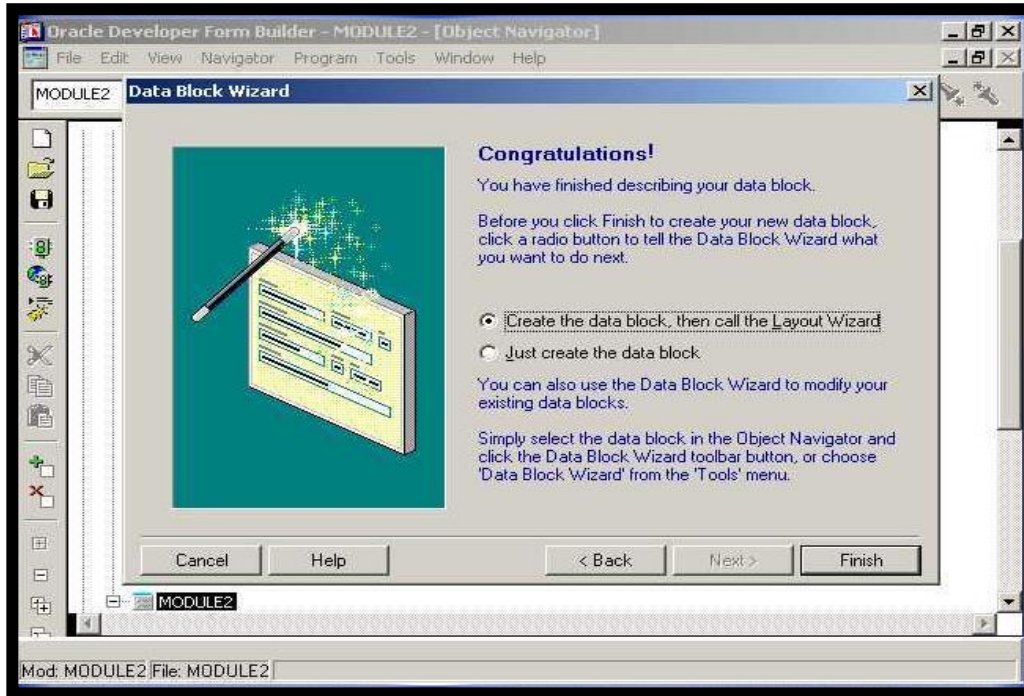 Oracle Developer Form Builder - MODULE2 - [Object Navigator]
File Edit View Navigator Program Tools Window Help
MODULE2
Data Block Wizard
Congratulations!
You have finished describing your data block.
Before you click Finish to create your new data block,
click a radio button to tell the Data Block Wizard what
you want to do next.
Create the data block, then call the Layout Wizard
Just create the data block
You can also use the Data Block Wizard to modify your
existing data blocks.
Simply select the data block in the Object Navigator and
click the Data Block Wizard toolbar button, or choose
'Data Block Wizard' from the 'Tools' menu.
Cancel Help < Back Next > Finish
MODULE2
Mod: MODULE2 File: MODULE2